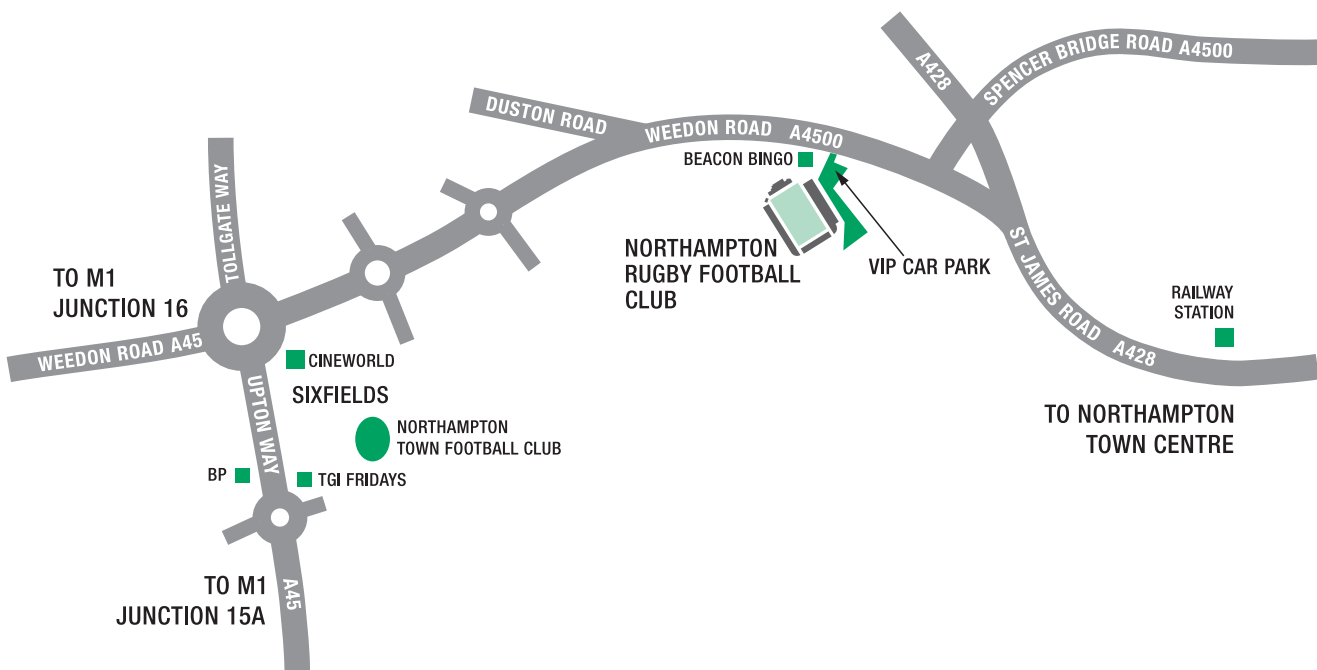 SPENCER BRIDGE ROAD A4500
A428
DUSTON ROAD
WEEDON ROAD A4500
BEACON BINGO
TOLLGATE WAY
NORTHAMPTON
RUGBY FOOTBALL
CLUB
VIP CAR PARK
ST JAMES ROAD A428
RAILWAY
STATION
TO M1
JUNCTION 16
WEEDON ROAD A45
CINEWORLD
UPTON WAY
SIXFIELDS
NORTHAMPTON
TOWN FOOTBALL CLUB
TO NORTHAMPTON
TOWN CENTRE
BP
TGI FRIDAYS
TO M1
JUNCTION 15A
A45